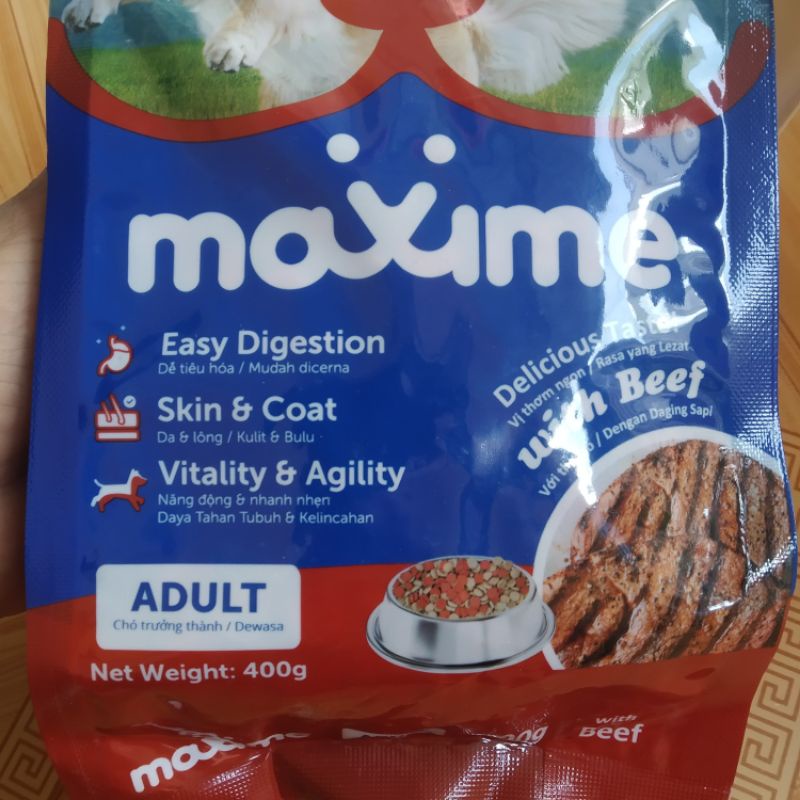 maxime
Easy Digestion
Dễ tiêu hóa / Mudah dicerna
Skin & Coat
Da & lông / Kulit & Bulu
Vitality & Agility
Năng động & nhanh nhẹn
Daya Tahan Tubuh & Kelincahan
Delicious Taste!
Vị thơm ngon / Rasa yang Lezat
with Beef
Với / Dengan Daging Sapi
ADULT
Chó trưởng thành / Dewasa
Net Weight: 400g
maxime
with
Beef